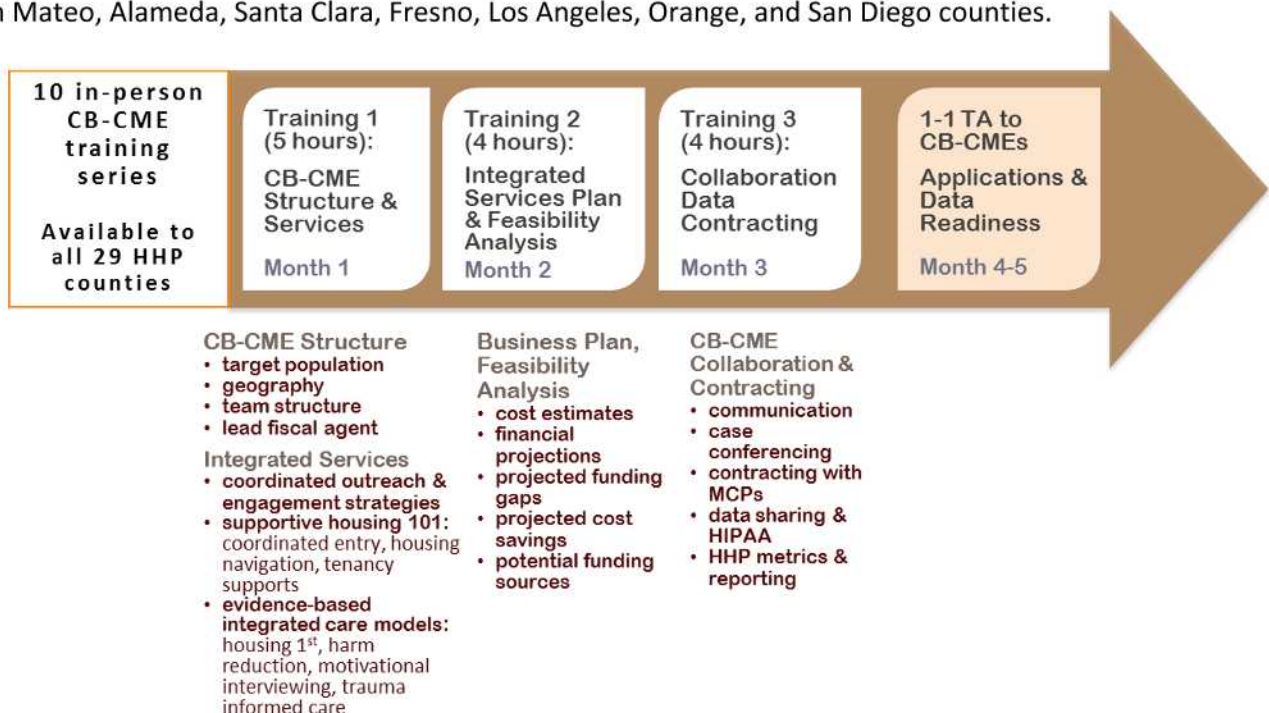 n Mateo, Alameda, Santa Clara, Fresno, Los Angeles, Orange, and San Diego counties.
10 in-person
CB-CME
training
series
Available to
all 29 HHP
counties
Training 1
(5 hours):
CB-CME
Structure &
Services
Month 1
Training 2
(4 hours):
Integrated
Services Plan
& Feasibility
Analysis
Month 2
Training 3
(4 hours):
Collaboration
Data
Contracting
Month 3
1-1 TA to
CB-CMEs
Applications &
Data
Readiness
Month 4-5
CB-CME Structure
• target population
• geography
• team structure
• lead fiscal agent
Integrated Services
• coordinated outreach &
engagement strategies
• supportive housing 101:
coordinated entry, housing
navigation, tenancy
supports
• evidence-based
integrated care models:
housing 1st, harm
reduction, motivational
interviewing, trauma
informed care
Business Plan,
Feasibility
Analysis
• cost estimates
• financial
projections
• projected funding
gaps
• projected cost
savings
• potential funding
sources
CB-CME
Collaboration &
Contracting
• communication
• case
conferencing
• contracting with
MCPs
• data sharing &
HIPAA
• HHP metrics &
reporting